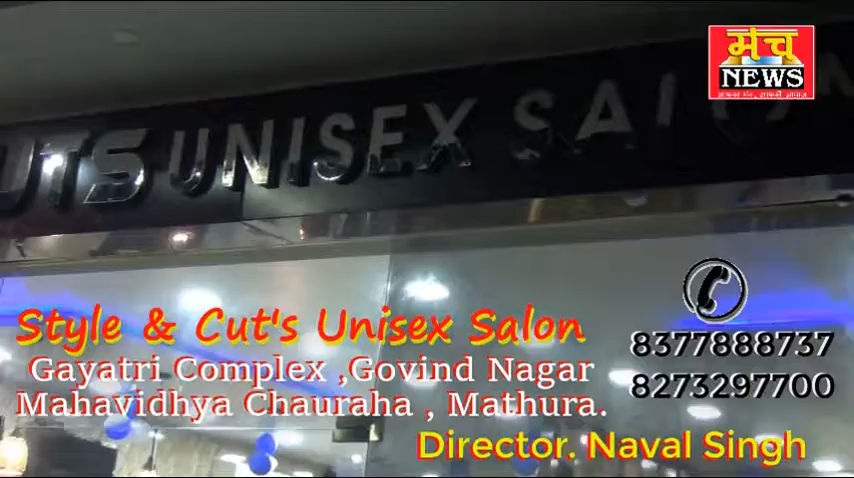 मंच
NEWS
UTS UNISEX SALON
Style & Cut's Unisex Salon
Gayatri Complex ,Govind Nagar
Mahavidhya Chauraha , Mathura.
8377888737
8273297700
Director. Naval Singh